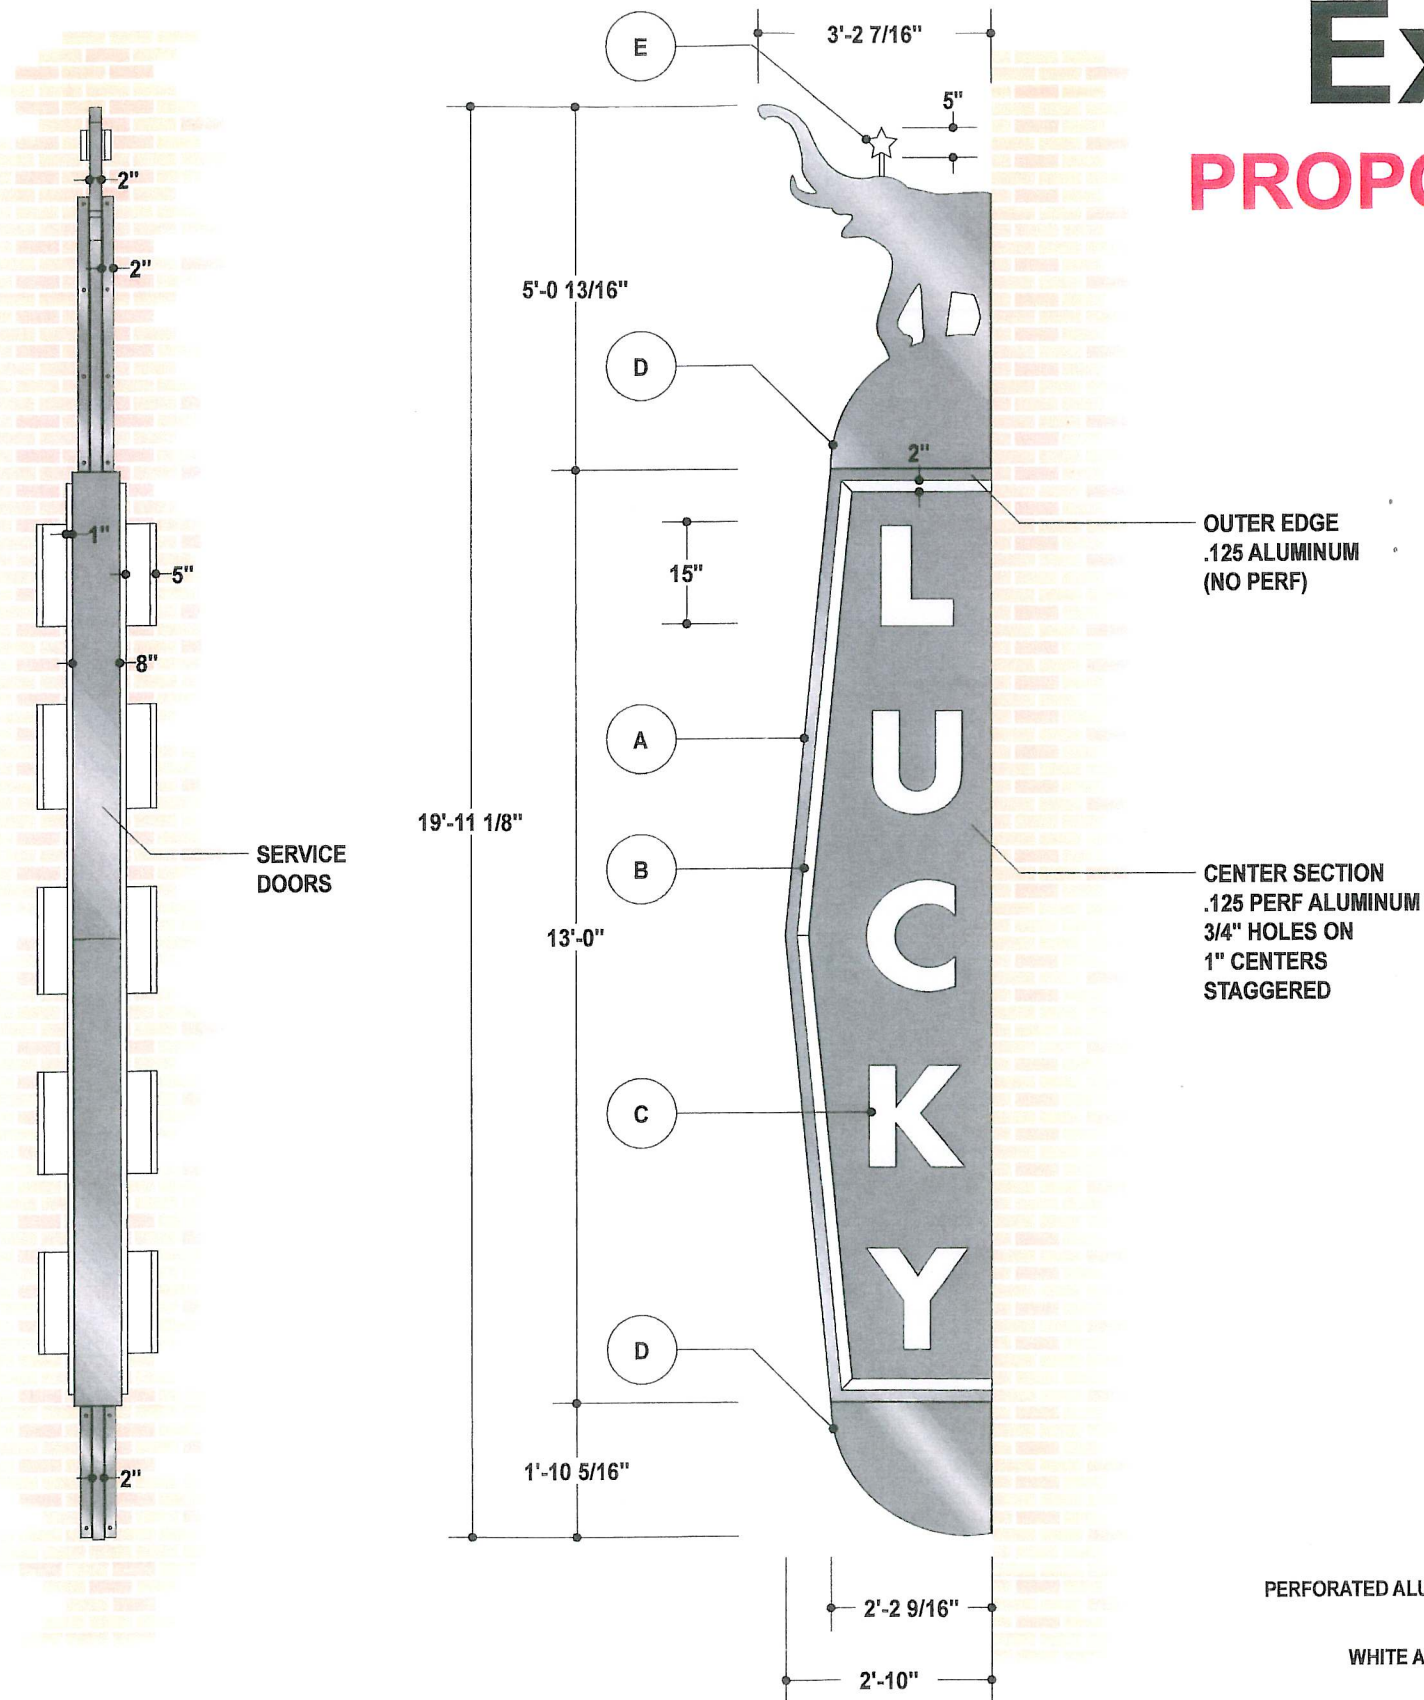 Ex
PROPO
E
3'-2 7/16"
5"
2"
2"
5'-0 13/16"
D
2"
OUTER EDGE
.125 ALUMINUM
(NO PERF)
1"
5"
15"
8"
A
SERVICE
DOORS
19'-11 1/8"
B
CENTER SECTION
.125 PERF ALUMINUM
3/4" HOLES ON
1" CENTERS
STAGGERED
13'-0"
C
L
U
C
K
Y
D
2"
1'-10 5/16"
2'-2 9/16"
2'-10"
PERFORATED ALU
WHITE A